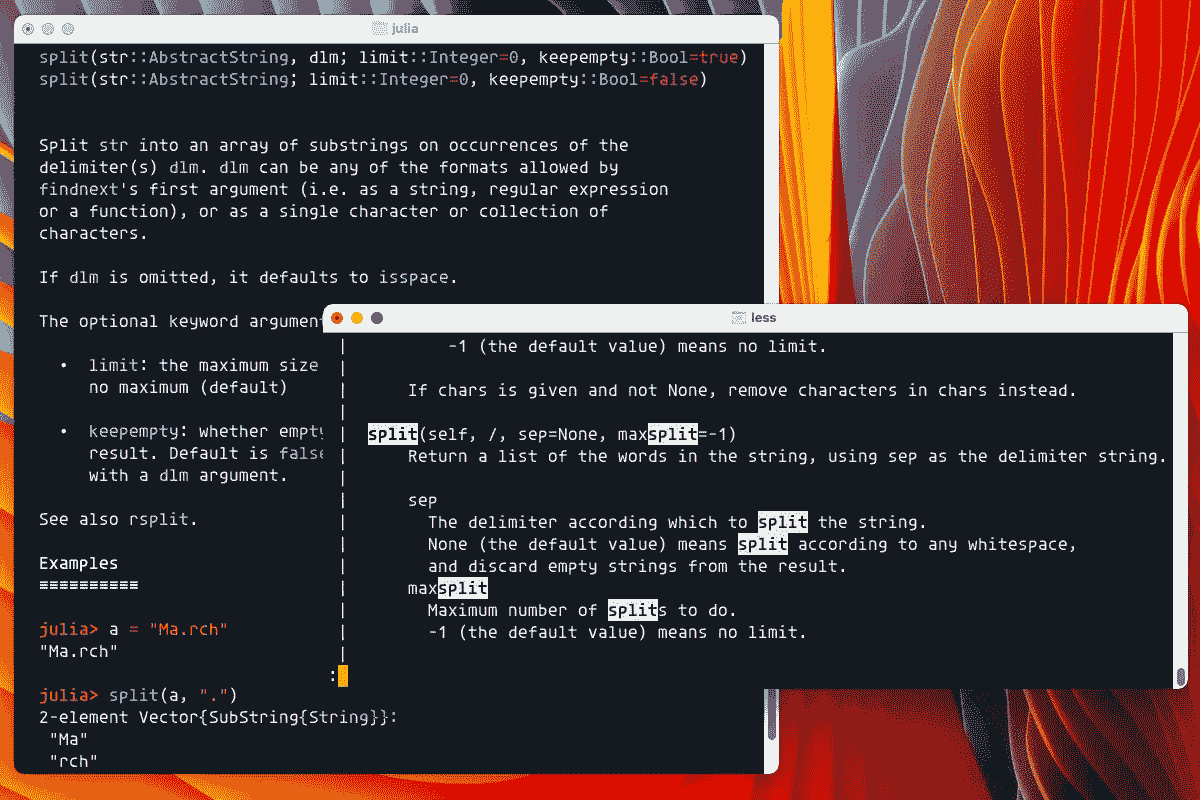 julia
split(str::AbstractString, dlm; limit::Integer=0, keepempty::Bool=true)
split(str::AbstractString; limit::Integer=0, keepempty::Bool=false)
Split str into an array of substrings on occurrences of the
delimiter(s) dlm. dlm can be any of the formats allowed by
findnext's first argument (i.e. as a string, regular expression
or a function), or as a single character or collection of
characters.
If dlm is omitted, it defaults to isspace.
The optional keyword argument
• limit: the maximum size
no maximum (default)
• keepempty: whether empty
result. Default is false
with a dlm argument.
See also rsplit.
Examples
≡≡≡≡≡≡≡≡≡≡
julia> a = "Ma.rch"
"Ma.rch"
julia> split(a, ".")
2-element Vector{SubString{String}}:
"Ma"
"rch"
less
| -1 (the default value) means no limit.
|
| If chars is given and not None, remove characters in chars instead.
|
| split(self, /, sep=None, maxsplit=-1)
| Return a list of the words in the string, using sep as the delimiter string.
|
| sep
| The delimiter according which to split the string.
| None (the default value) means split according to any whitespace,
| and discard empty strings from the result.
| maxsplit
| Maximum number of splits to do.
| -1 (the default value) means no limit.
|
: